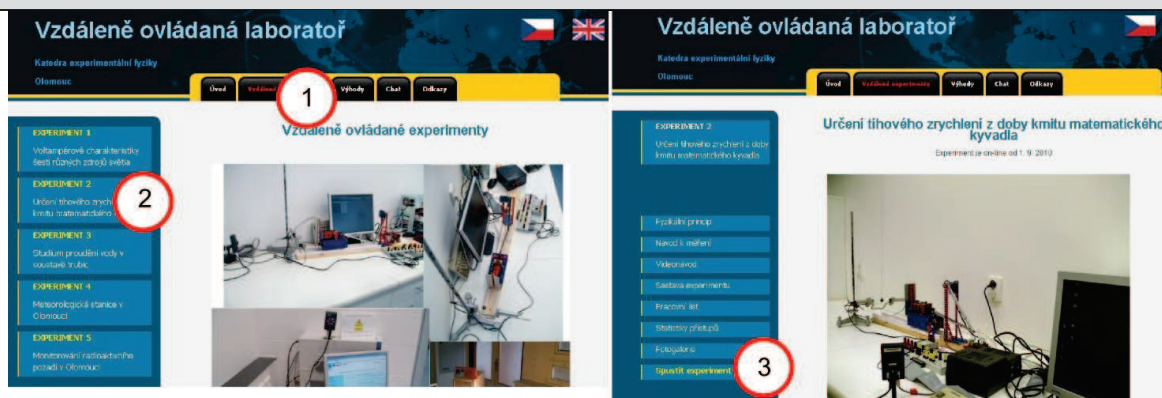 Vzdáleně ovládaná laboratoř
Katedra experimentální fyziky
Olomouc
Úvod
1
Výhody
Chat
Odkazy
EXPERIMENT 1
Voltampérové charakteristiky
šesti různých zdrojů světla
EXPERIMENT 2
Určení tíhového
kmitu matematického
2
EXPERIMENT 3
Studium proudění vody v
soustavě trubic
EXPERIMENT 4
Meteorologická stanice v
Olomouci
EXPERIMENT 5
Monitorování radioaktivního
pozadí v Olomouci
Vzdáleně ovládané experimenty
Vzdáleně ovládaná laboratoř
Katedra experimentální fyziky
Olomouc
Úvod
Vzdálené experimenty
Výhody
Chat
Odkazy
EXPERIMENT 2
Určení tíhového zrychlení z doby
kmitu matematického kyvadla
Fyzikální princip
Návod k měření
Videonávod
Sestava experimentu
Pracovní list
Statistiky přístupů
Fotogalerie
Spustit experiment
3
Určení tíhového zrychlení z doby kmitu matematického
kyvadla
Experiment je on-line od 1. 9. 2010